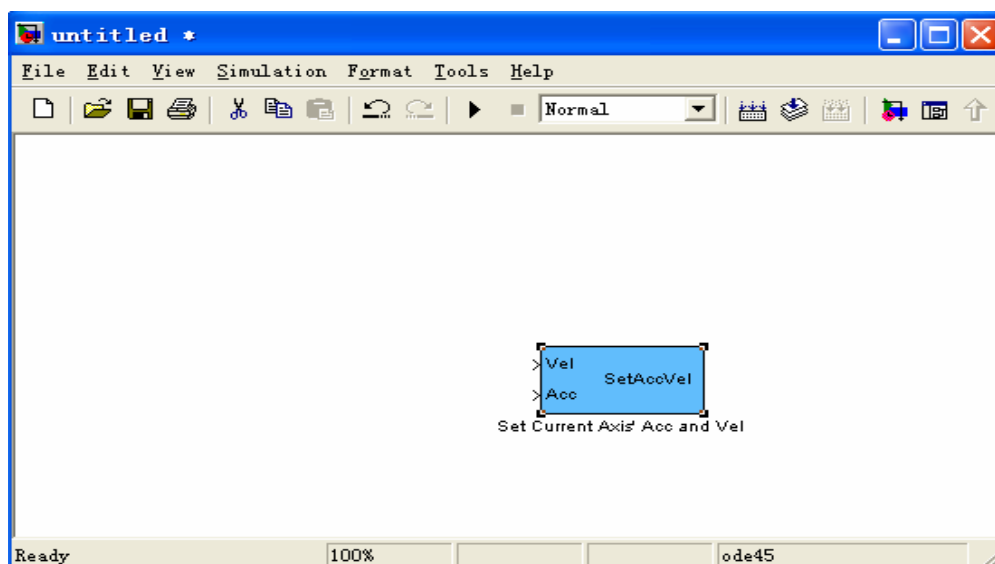 untitled *
File Edit View Simulation Format Tools Help
Normal
Vel
SetAccVel
Acc
Set Current Axis' Acc and Vel
Ready 100% ode45